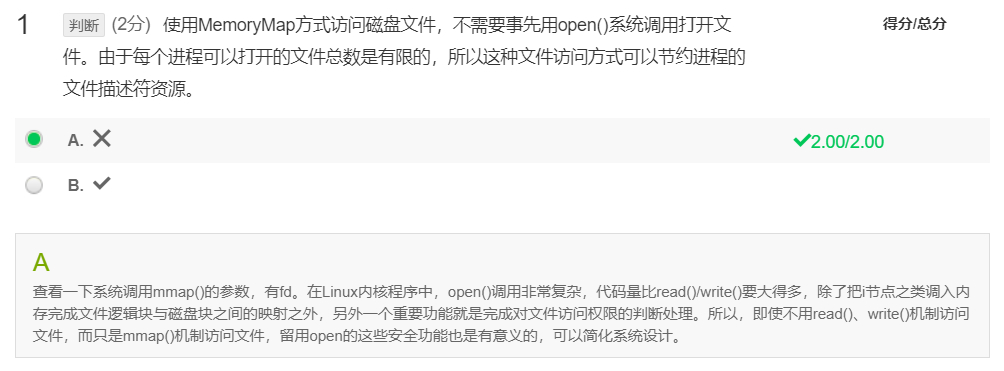 1 判断 (2分) 使用MemoryMap方式访问磁盘文件，不需要事先用open()系统调用打开文 得分/总分
件。由于每个进程可以打开的文件总数是有限的，所以这种文件访问方式可以节约进程的
文件描述符资源。
A. ✕ ✓2.00/2.00
B. ✓
A
查看一下系统调用mmap()的参数，有fd。在Linux内核程序中，open()调用非常复杂，代码量比read()/write()要大得多，除了把i节点之类调入内
存完成文件逻辑块与磁盘块之间的映射之外，另外一个重要功能就是完成对文件访问权限的判断处理。所以，即使不用read()、write()机制访问
文件，而只是mmap()机制访问文件，留用open的这些安全功能也是有意义的，可以简化系统设计。